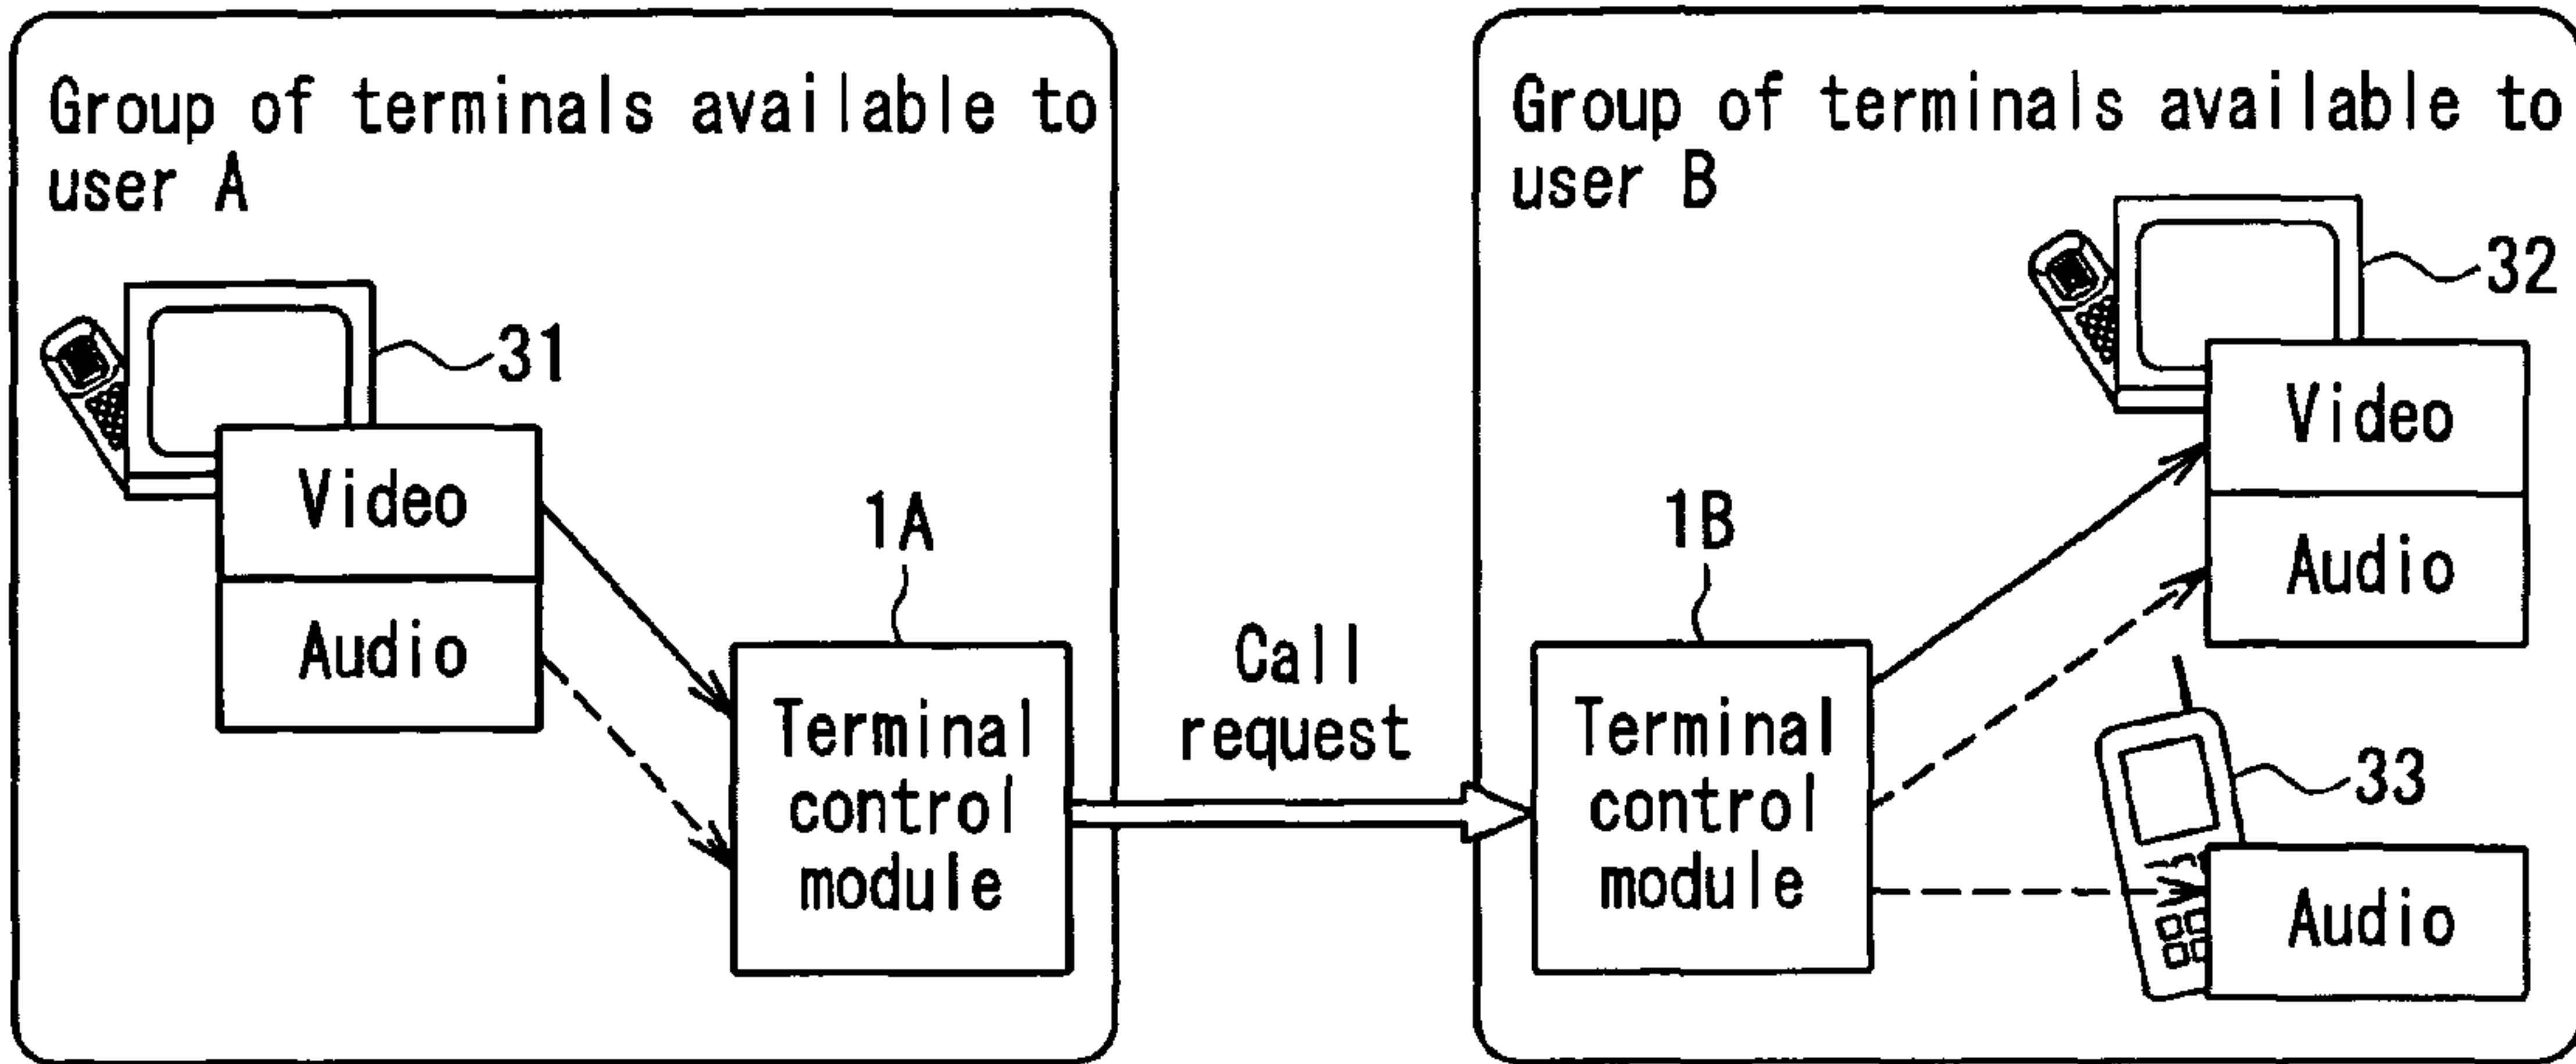 Group of terminals available to
user A
31
Video
Audio
1A
Terminal
control
module
Call
request
Group of terminals available to
user B
32
Video
Audio
1B
Terminal
control
module
33
Audio